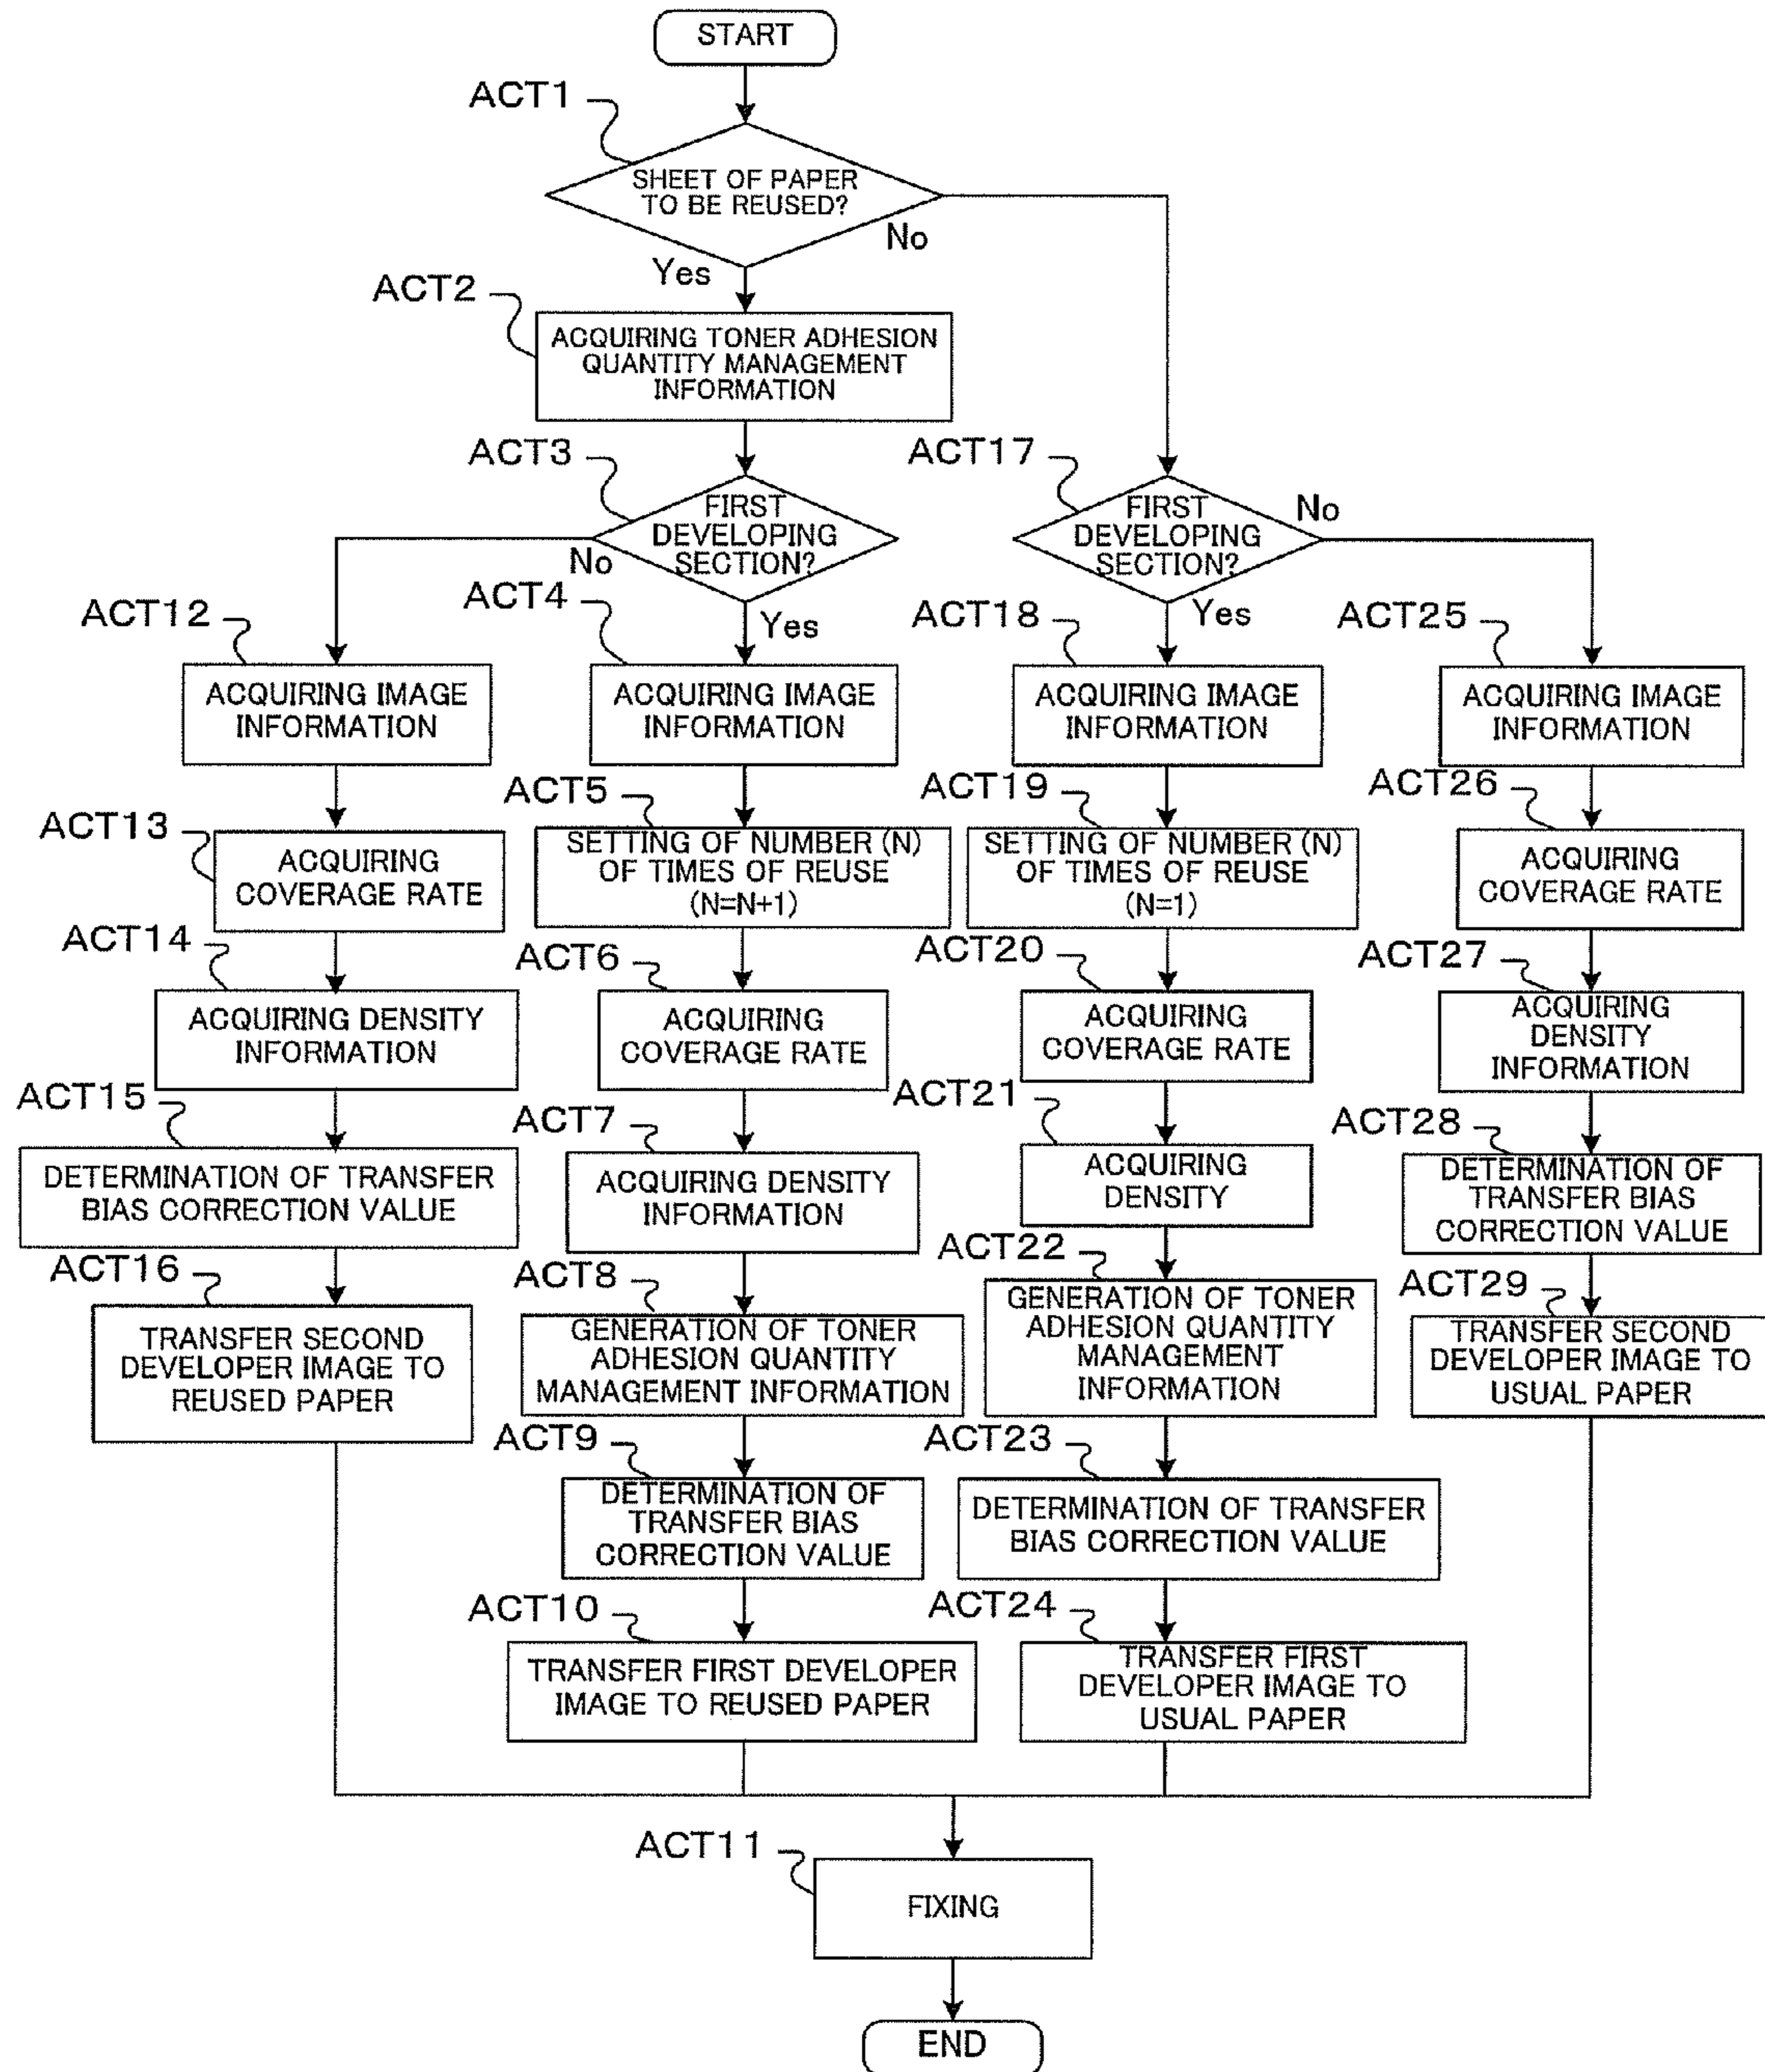 START
ACT1
SHEET OF PAPER
TO BE REUSED?
No
Yes
ACT2
ACQUIRING TONER ADHESION
QUANTITY MANAGEMENT
INFORMATION
ACT3
FIRST
DEVELOPING
SECTION?
No
Yes
ACT17
FIRST
DEVELOPING
SECTION?
No
Yes
ACT12
ACQUIRING IMAGE
INFORMATION
ACT13
ACQUIRING
COVERAGE RATE
ACT14
ACQUIRING DENSITY
INFORMATION
ACT15
DETERMINATION OF TRANSFER
BIAS CORRECTION VALUE
ACT16
TRANSFER SECOND
DEVELOPER IMAGE TO
REUSED PAPER
ACT4
ACQUIRING IMAGE
INFORMATION
ACT5
SETTING OF NUMBER (N)
OF TIMES OF REUSE
(N=N+1)
ACT6
ACQUIRING
COVERAGE RATE
ACT7
ACQUIRING DENSITY
INFORMATION
ACT8
GENERATION OF TONER
ADHESION QUANTITY
MANAGEMENT INFORMATION
ACT9
DETERMINATION OF
TRANSFER BIAS
CORRECTION VALUE
ACT10
TRANSFER FIRST DEVELOPER
IMAGE TO REUSED PAPER
ACT18
ACQUIRING IMAGE
INFORMATION
ACT19
SETTING OF NUMBER (N)
OF TIMES OF REUSE
(N=1)
ACT20
ACQUIRING
COVERAGE RATE
ACT21
ACQUIRING
DENSITY
ACT22
GENERATION OF TONER
ADHESION QUANTITY
MANAGEMENT
INFORMATION
ACT23
DETERMINATION OF TRANSFER
BIAS CORRECTION VALUE
ACT24
TRANSFER FIRST
DEVELOPER IMAGE TO
USUAL PAPER
ACT25
ACQUIRING IMAGE
INFORMATION
ACT26
ACQUIRING
COVERAGE RATE
ACT27
ACQUIRING
DENSITY
INFORMATION
ACT28
DETERMINATION OF
TRANSFER BIAS
CORRECTION VALUE
ACT29
TRANSFER SECOND
DEVELOPER IMAGE TO
USUAL PAPER
ACT11
FIXING
END